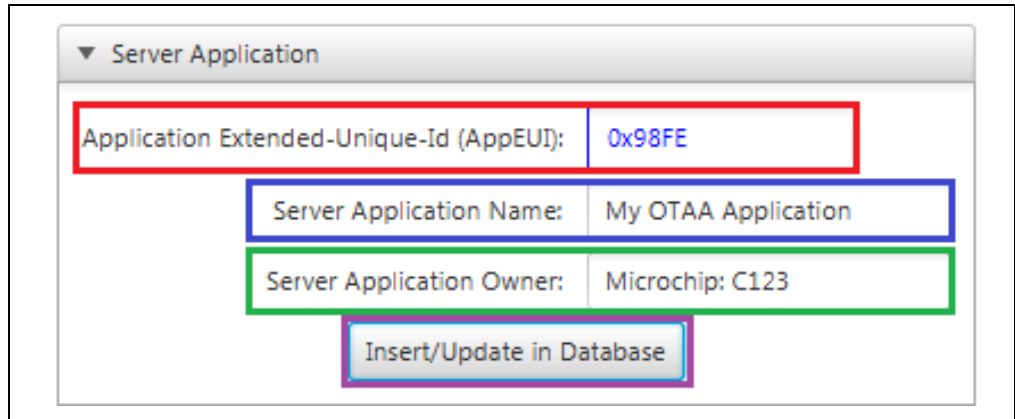 Server Application
Application Extended-Unique-Id (AppEUI): 0x98FE
Server Application Name: My OTAA Application
Server Application Owner: Microchip: C123
Insert/Update in Database